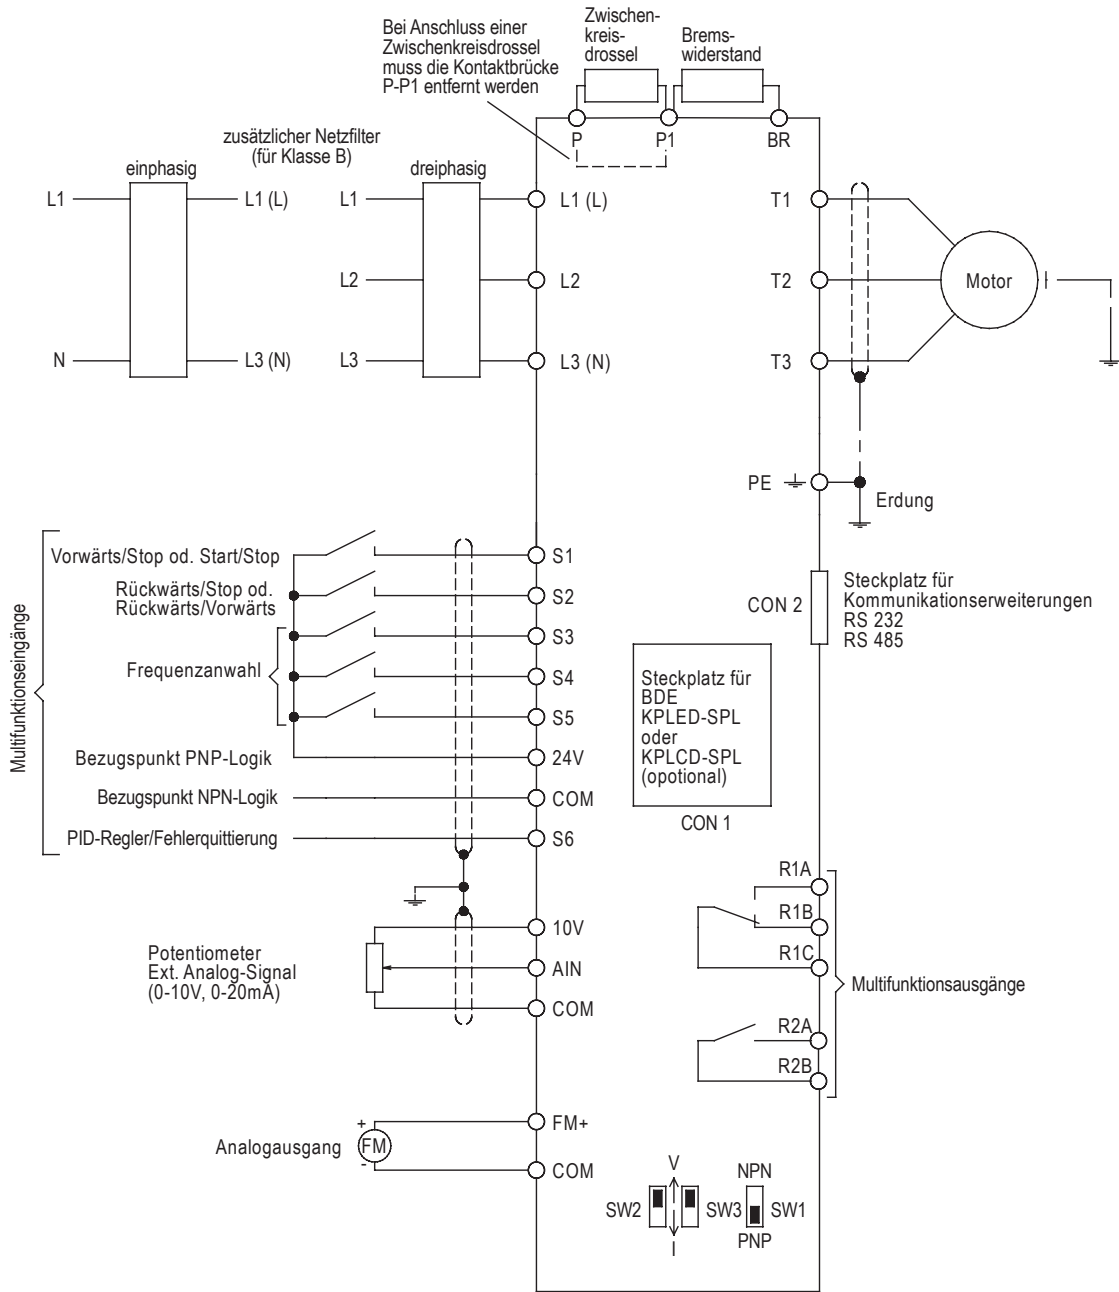 Bei Anschluss einer
Zwischenkreisdrossel
muss die Kontaktbrücke
P-P1 entfernt werden
Zwischen-
kreis-
drossel
Brems-
widerstand
P
P1
BR
zusätzlicher Netzfilter
(für Klasse B)
einphasig
dreiphasig
L1
L1 (L)
L1
L1 (L)
T1
L2
L2
T2
Motor
N
L3 (N)
L3
L3 (N)
T3
PE
Erdung
Multifunktionseingänge
Vorwärts/Stop od. Start/Stop
S1
Rückwärts/Stop od.
Rückwärts/Vorwärts
S2
Frequenzanwahl
S3
S4
S5
Bezugspunkt PNP-Logik
24V
Bezugspunkt NPN-Logik
COM
PID-Regler/Fehlerquittierung
S6
CON 2
Steckplatz für
Kommunikationserweiterungen
RS 232
RS 485
Steckplatz für
BDE
KPLED-SPL
oder
KPLCD-SPL
(opotional)
CON 1
Potentiometer
Ext. Analog-Signal
(0-10V, 0-20mA)
10V
AIN
COM
R1A
R1B
R1C
R2A
R2B
Multifunktionsausgänge
Analogausgang
+
FM
-
FM+
COM
V
SW2
SW3
I
NPN
SW1
PNP